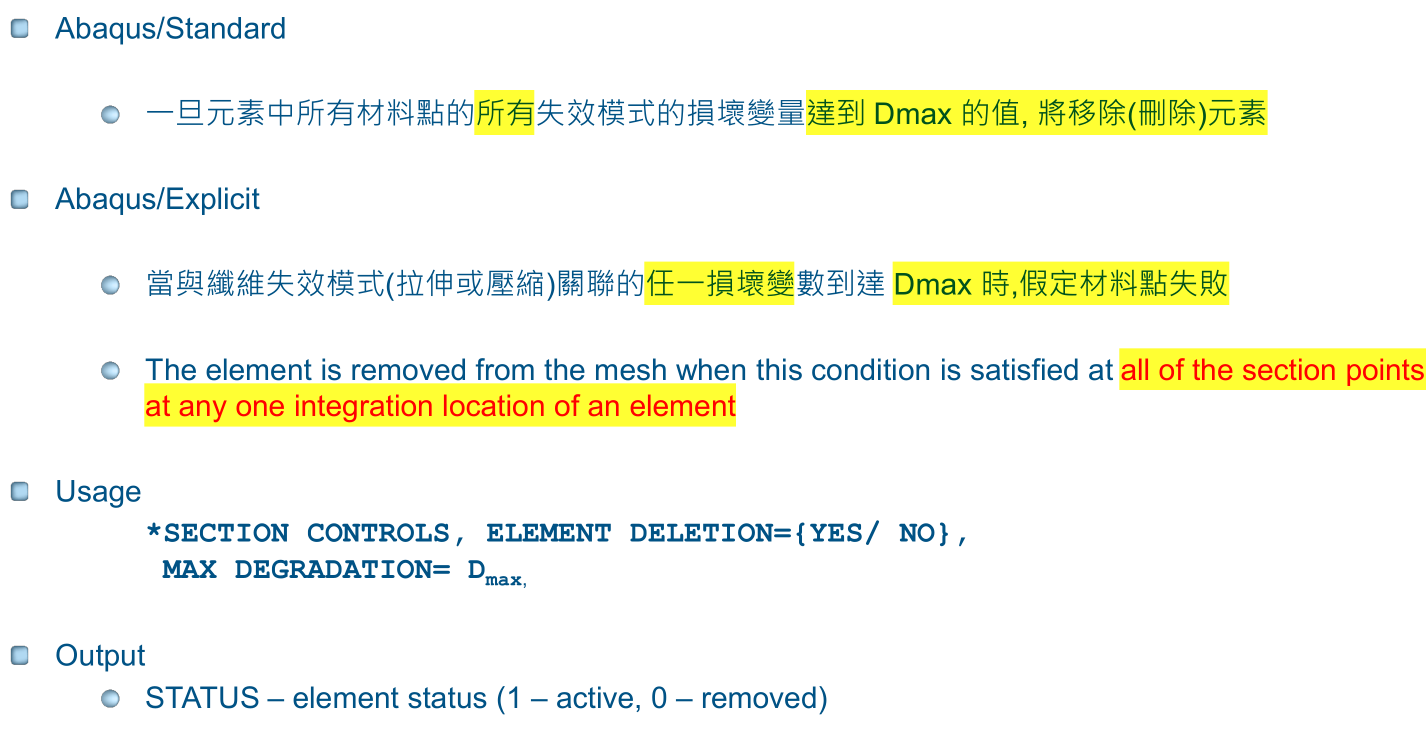 Abaqus/Standard
一旦元素中所有材料點的所有失效模式的損壞變量達到 Dmax 的值, 將移除(刪除)元素
Abaqus/Explicit
當與纖維失效模式(拉伸或壓縮)關聯的任一損壞變數到達 Dmax 時,假定材料點失敗
The element is removed from the mesh when this condition is satisfied at all of the section points
at any one integration location of an element
Usage
*SECTION CONTROLS, ELEMENT DELETION={YES/ NO},
MAX DEGRADATION= Dmax,
Output
STATUS – element status (1 – active, 0 – removed)